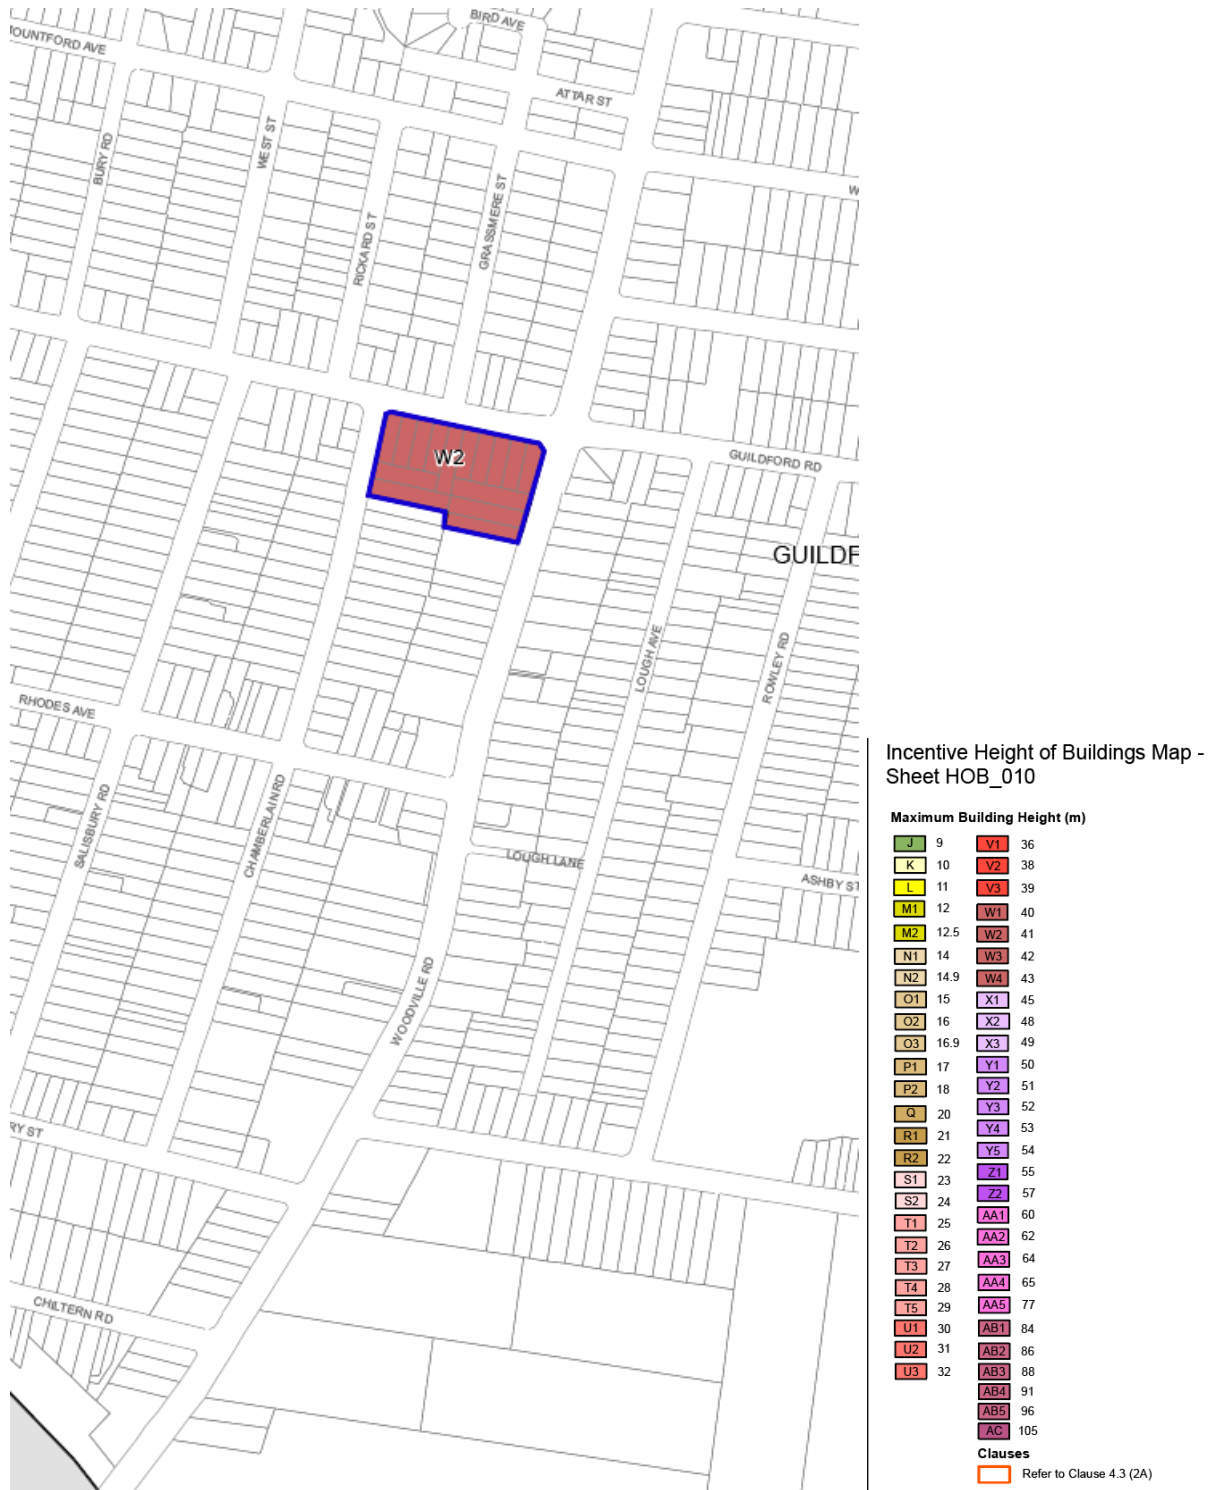 BIRD AVE
OUNTFORD AVE
ATTAR ST
WEST ST
BURY RD
W
GRASSMERE ST
RICKARD ST
W2
GUILDFORD RD
GUILDF
LOUGH AVE
ROWLEY RD
RHODES AVE
SALISBURY RD
CHAMBERLAIN RD
LOUGH LANE
ASHBY ST
WOODVILLE RD
RY ST
CHILTERN RD
Incentive Height of Buildings Map -
Sheet HOB_010
Maximum Building Height (m)
J 9
K 10
L 11
M1 12
M2 12.5
N1 14
N2 14.9
O1 15
O2 16
O3 16.9
P1 17
P2 18
Q 20
R1 21
R2 22
S1 23
S2 24
T1 25
T2 26
T3 27
T4 28
T5 29
U1 30
U2 31
U3 32
V1 36
V2 38
V3 39
W1 40
W2 41
W3 42
W4 43
X1 45
X2 48
X3 49
Y1 50
Y2 51
Y3 52
Y4 53
Y5 54
Z1 55
Z2 57
AA1 60
AA2 62
AA3 64
AA4 65
AA5 77
AB1 84
AB2 86
AB3 88
AB4 91
AB5 96
AC 105
Clauses
Refer to Clause 4.3 (2A)